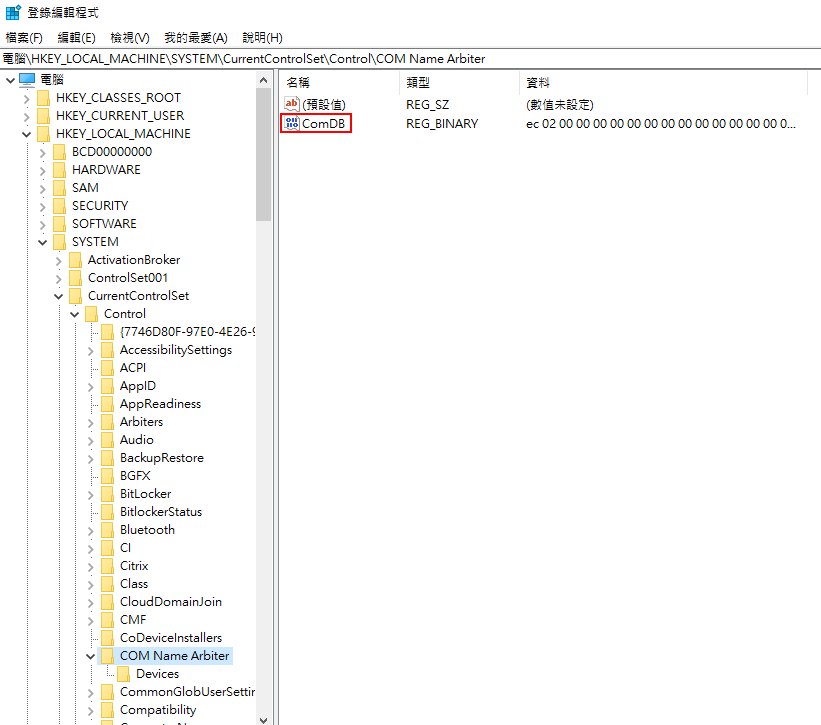 登錄編輯程式
檔案(F) 編輯(E) 檢視(V) 我的最愛(A) 說明(H)
電腦\HKEY_LOCAL_MACHINE\SYSTEM\CurrentControlSet\Control\COM Name Arbiter
電腦
HKEY_CLASSES_ROOT
HKEY_CURRENT_USER
HKEY_LOCAL_MACHINE
BCD00000000
HARDWARE
SAM
SECURITY
SOFTWARE
SYSTEM
ActivationBroker
ControlSet001
CurrentControlSet
Control
{7746D80F-97E0-4E26-9
AccessibilitySettings
ACPI
AppID
AppReadiness
Arbiters
Audio
BackupRestore
BGFX
BitLocker
BitlockerStatus
Bluetooth
CI
Citrix
Class
CloudDomainJoin
CMF
CoDeviceInstallers
COM Name Arbiter
Devices
CommonGlobUserSettin
Compatibility
名稱 類型 資料
ab (預設值) REG_SZ (數值未設定)
ComDB REG_BINARY ec 02 00 00 00 00 00 00 00 00 00 00 00 00 00 0...